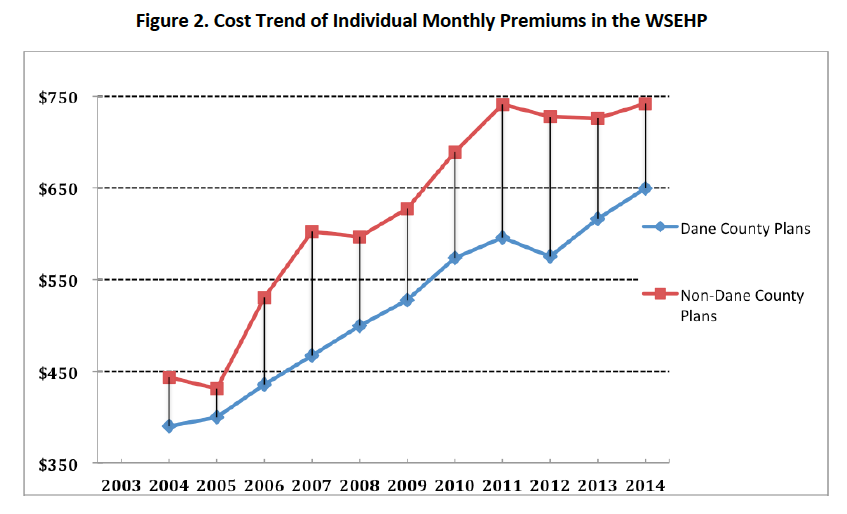 Figure 2. Cost Trend of Individual Monthly Premiums in the WSEHP
$750
$650
$550
$450
$350
2003 2004 2005 2006 2007 2008 2009 2010 2011 2012 2013 2014
Dane County Plans
Non-Dane County
Plans